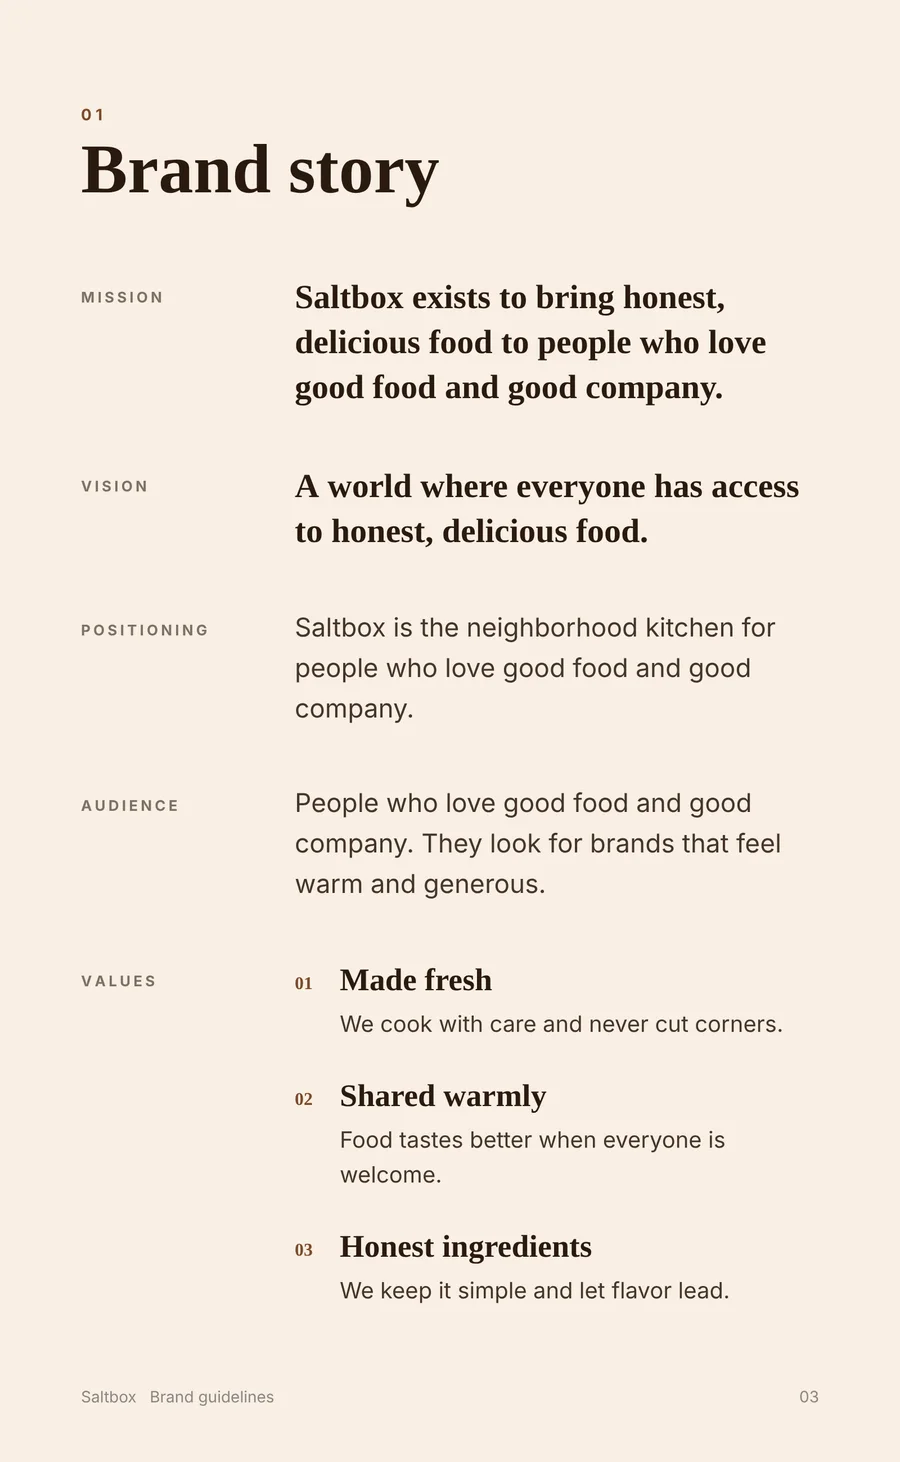 01
Brand story
MISSION
Saltbox exists to bring honest,
delicious food to people who love
good food and good company.
VISION
A world where everyone has access
to honest, delicious food.
POSITIONING
Saltbox is the neighborhood kitchen for
people who love good food and good
company.
AUDIENCE
People who love good food and good
company. They look for brands that feel
warm and generous.
VALUES
01 Made fresh
We cook with care and never cut corners.
02 Shared warmly
Food tastes better when everyone is
welcome.
03 Honest ingredients
We keep it simple and let flavor lead.
Saltbox Brand guidelines 03